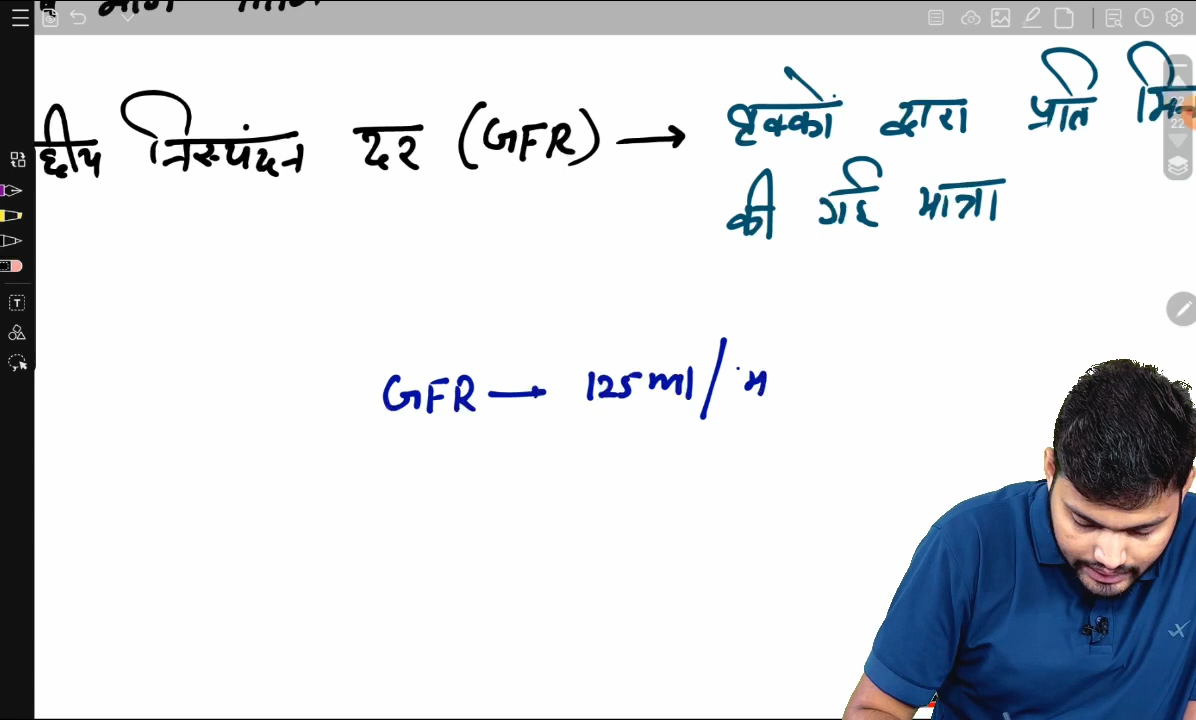 निस्पंदन दर (GFR) → वृक्को द्वारा प्रति
की गई मात्रा
GFR → 125 ml/म